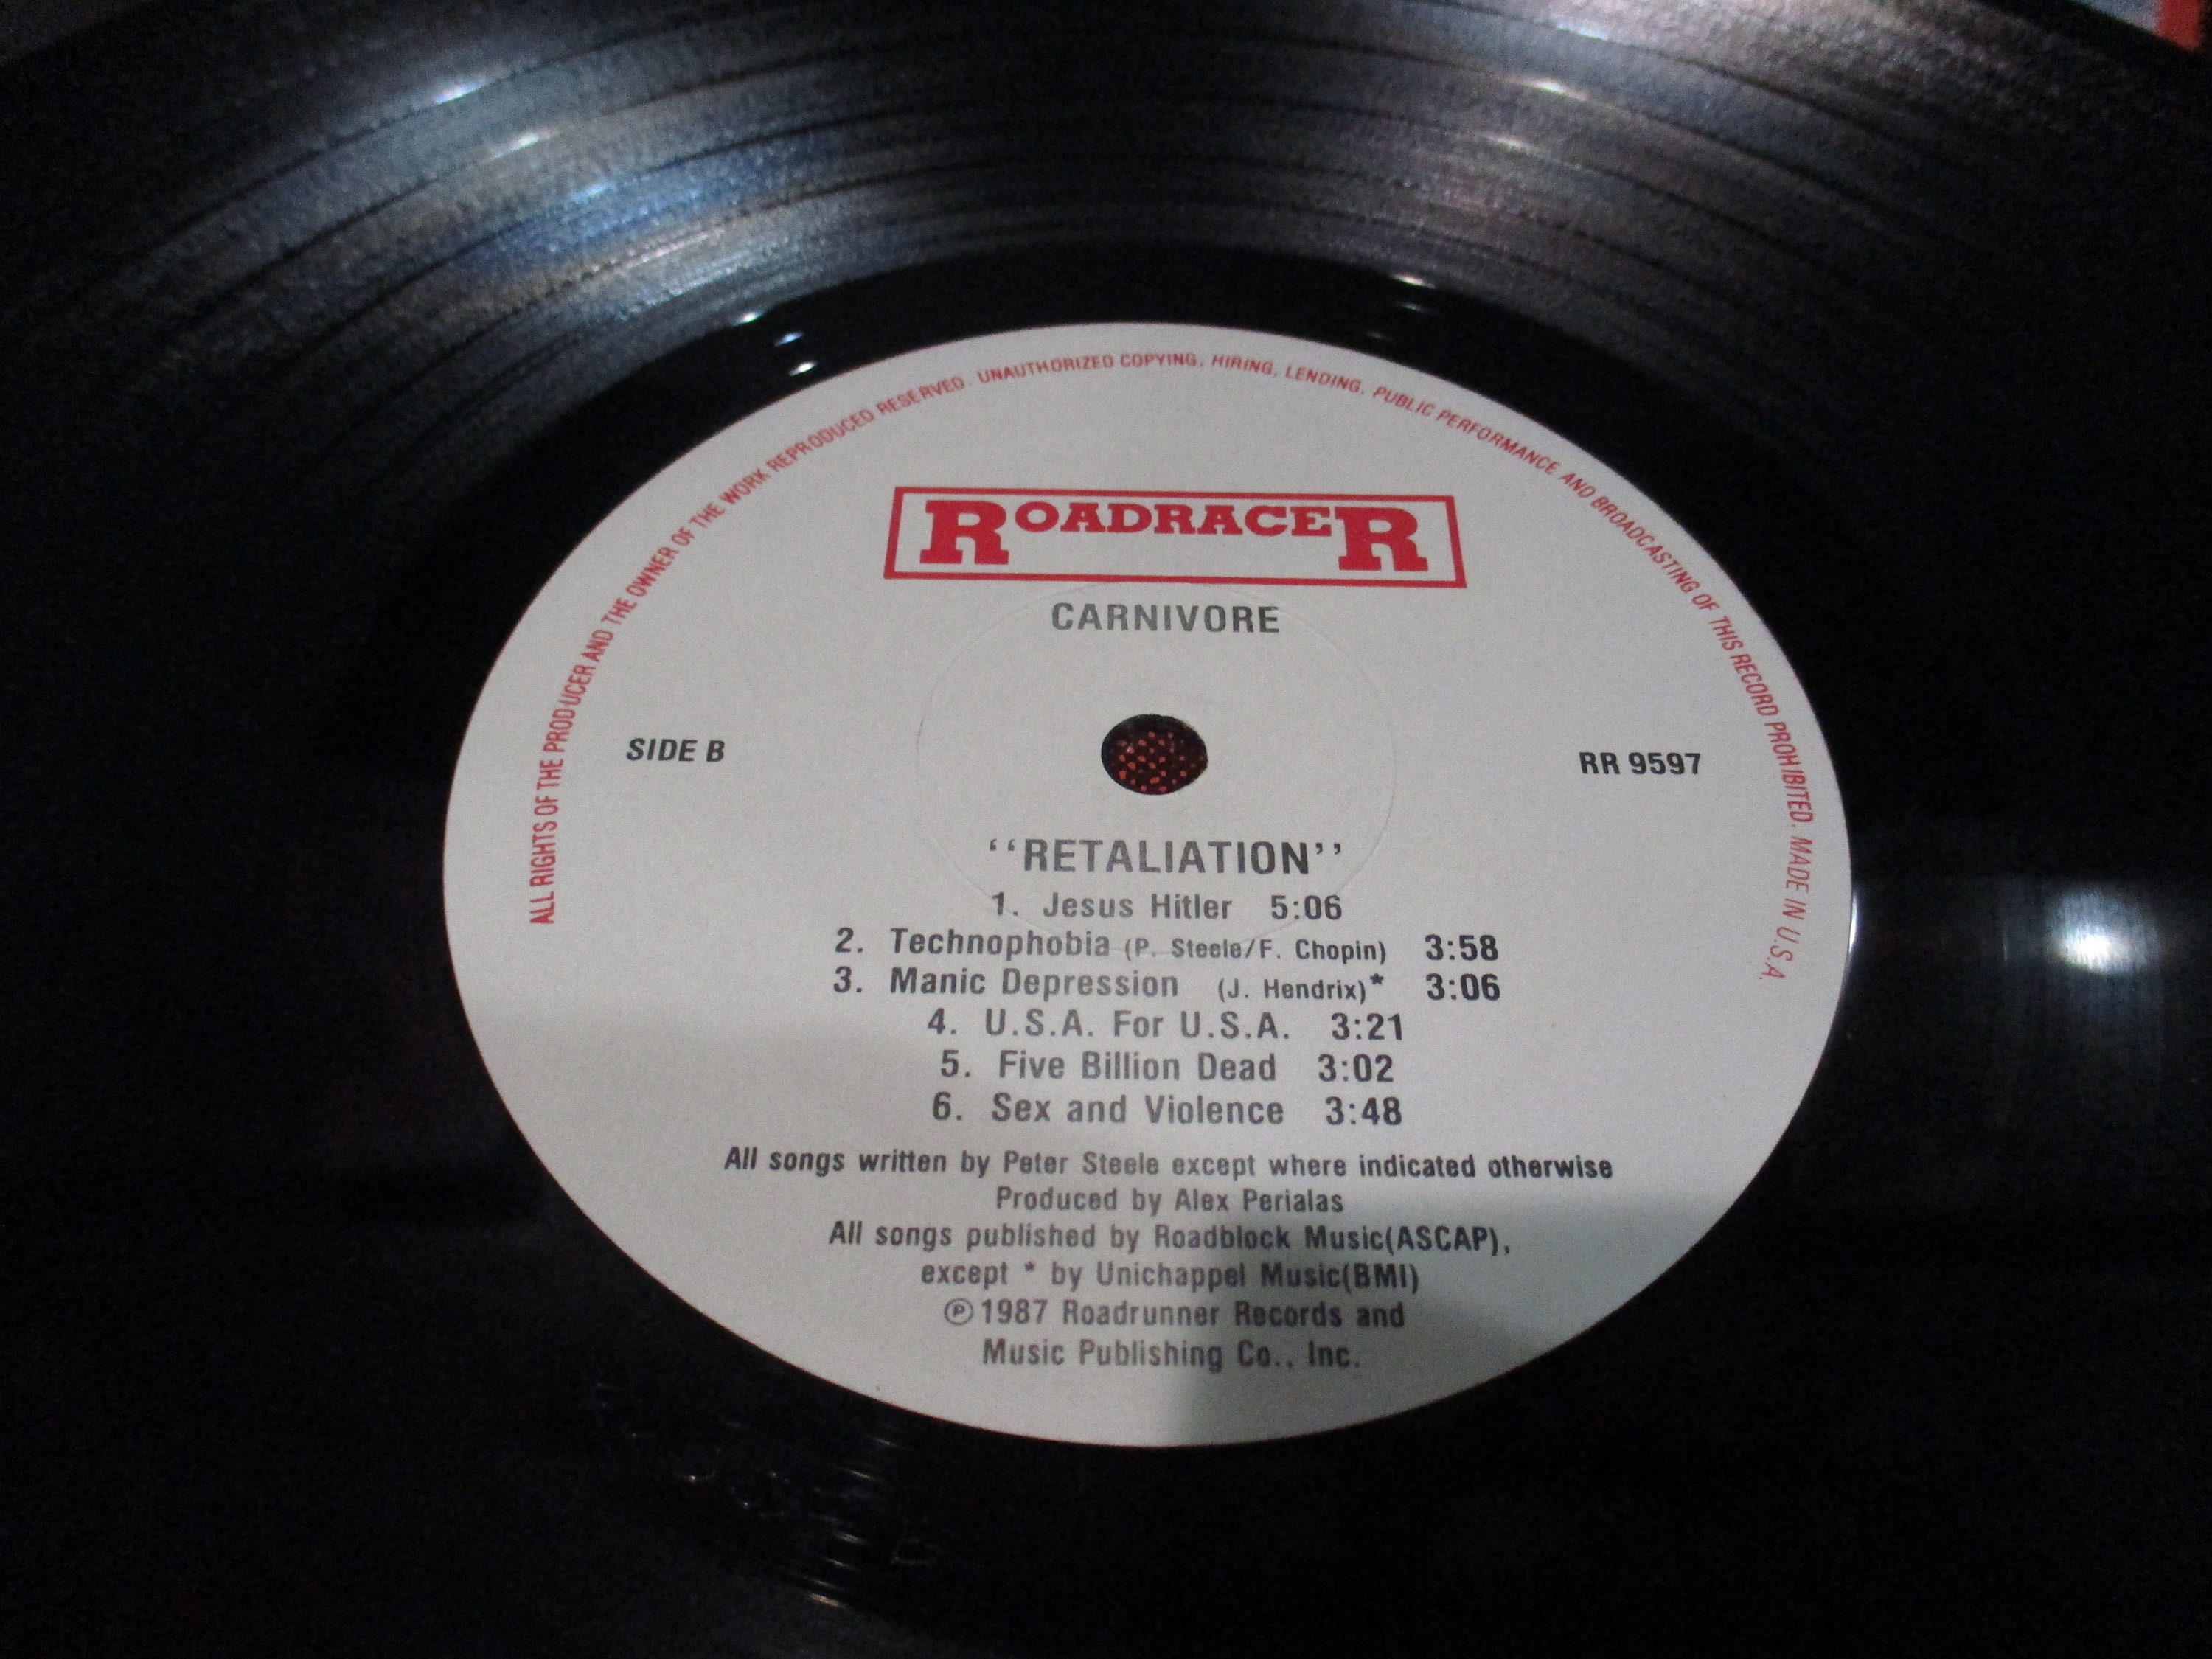 ALL RIGHTS OF THE PRODUCER AND THE OWNER OF THE WORK REPRODUCED RESERVED. UNAUTHORIZED COPYING, HIRING, LENDING, PUBLIC PERFORMANCE AND BROADCASTING OF THIS RECORD PROHIBITED. MADE IN U.S.A.
ROADRACER
CARNIVORE
SIDE B
RR 9597
‘‘RETALIATION’’
1. Jesus Hitler 5:06
2. Technophobia (P. Steele/F. Chopin) 3:58
3. Manic Depression (J. Hendrix)* 3:06
4. U.S.A. For U.S.A. 3:21
5. Five Billion Dead 3:02
6. Sex and Violence 3:48
All songs written by Peter Steele except where indicated otherwise
Produced by Alex Perialas
All songs published by Roadblock Music(ASCAP),
except * by Unichappel Music(BMI)
℗1987 Roadrunner Records and
Music Publishing Co., Inc.